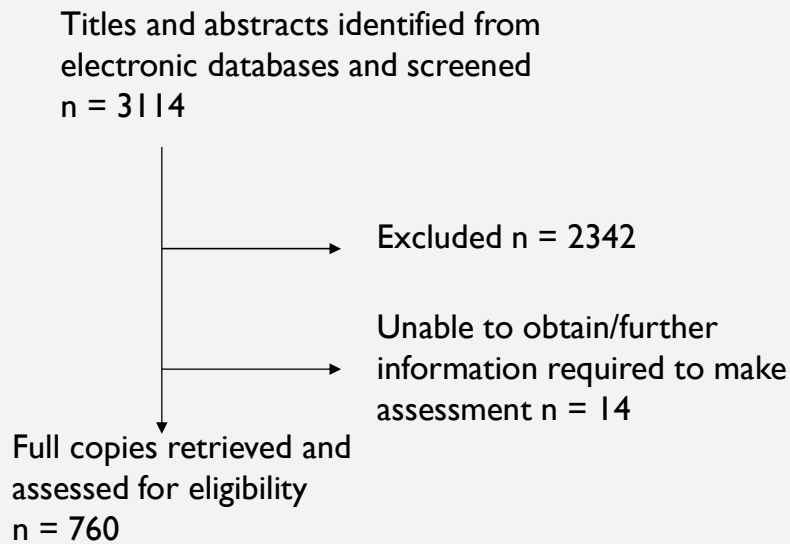 Titles and abstracts identified from
electronic databases and screened
n = 3114
Excluded n = 2342
Unable to obtain/further
information required to make
assessment n = 14
Full copies retrieved and
assessed for eligibility
n = 760